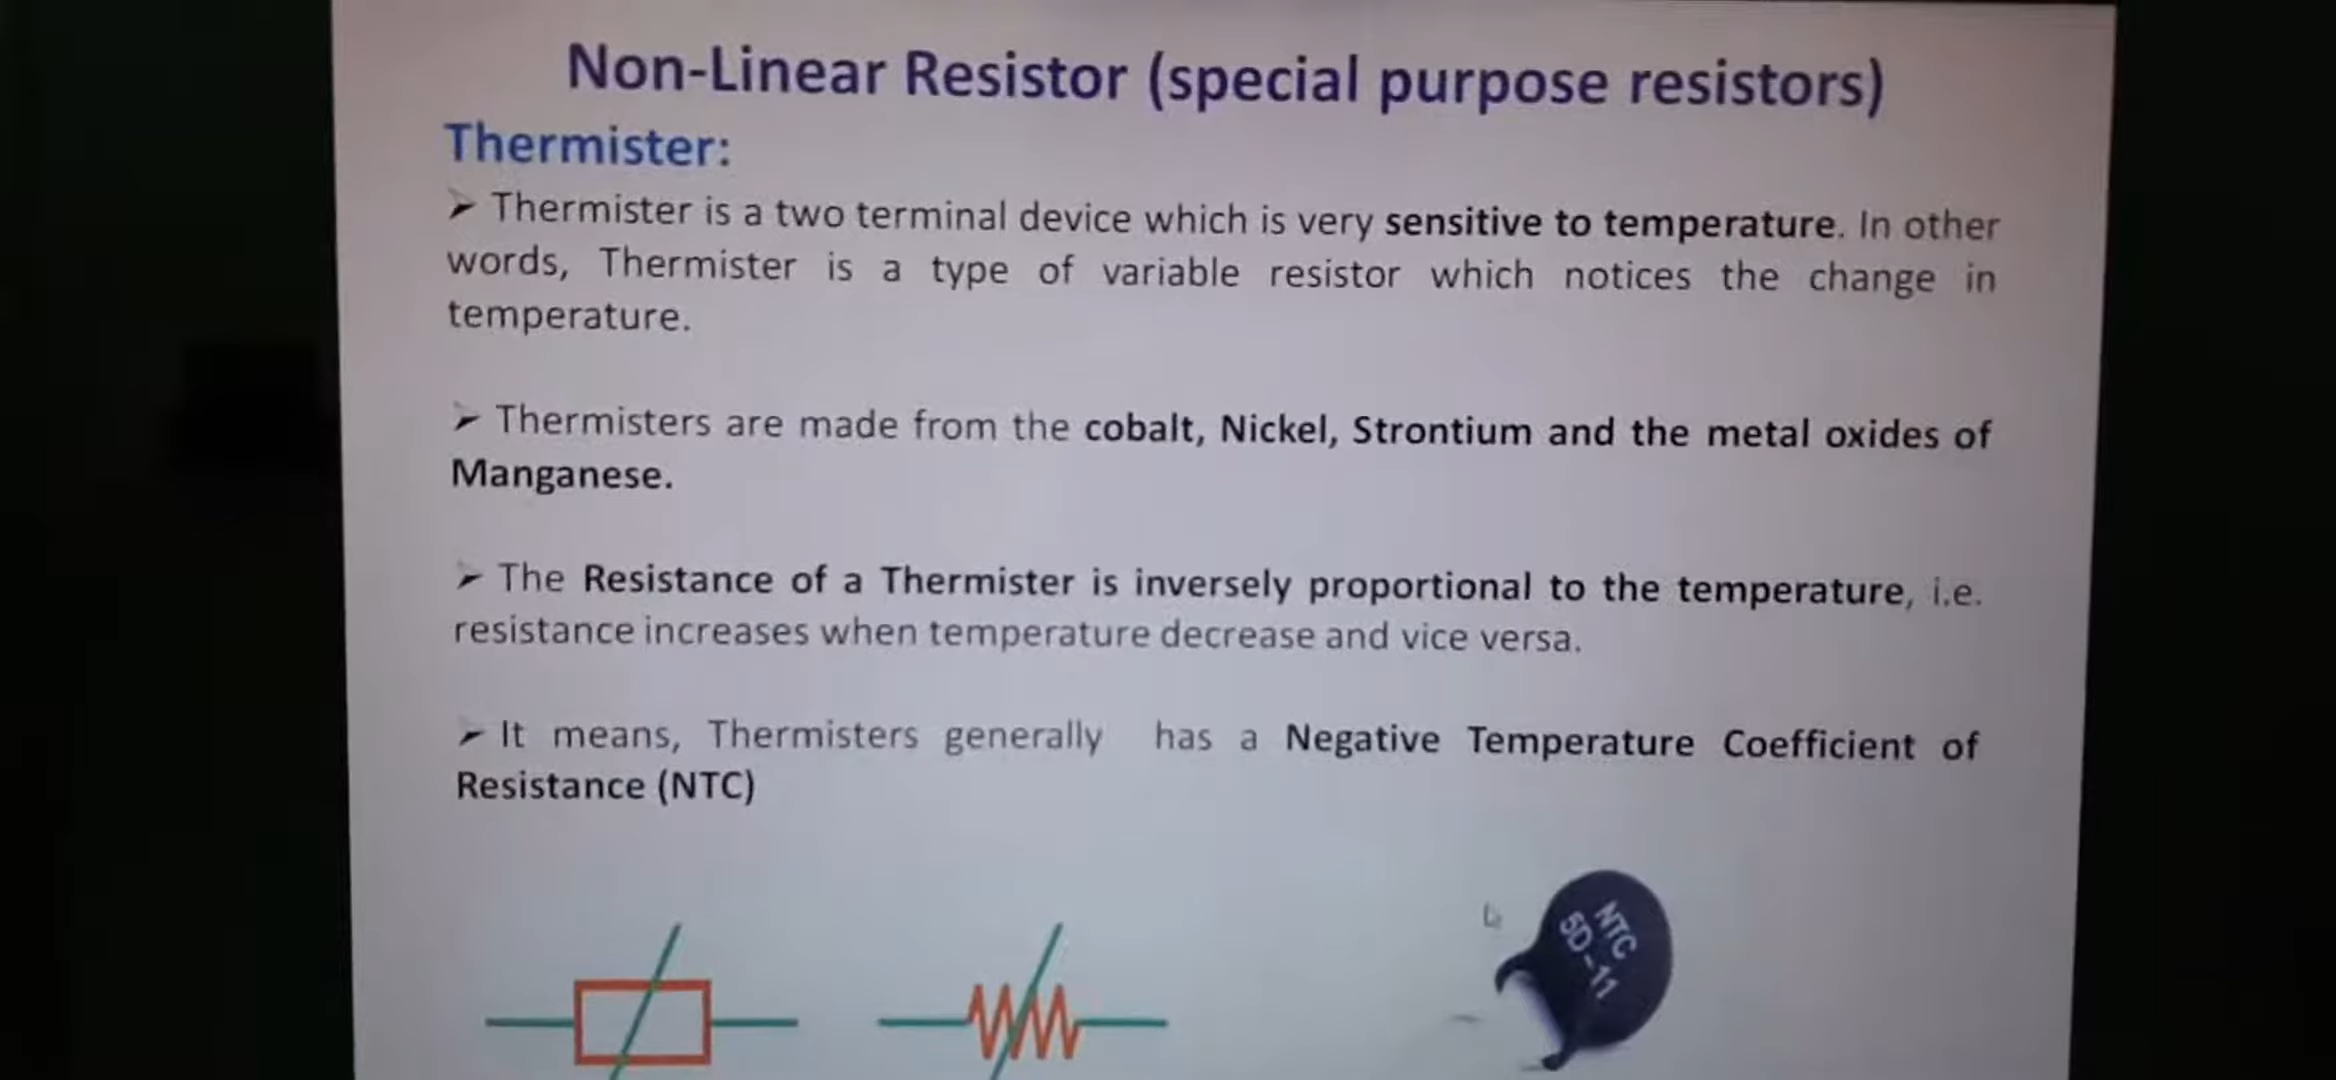 Non-Linear Resistor (special purpose resistors)
Thermister:
➤ Thermister is a two terminal device which is very sensitive to temperature. In other
words, Thermister is a type of variable resistor which notices the change in
temperature.
➤ Thermisters are made from the cobalt, Nickel, Strontium and the metal oxides of
Manganese.
➤ The Resistance of a Thermister is inversely proportional to the temperature, i.e.
resistance increases when temperature decrease and vice versa.
➤ It means, Thermisters generally has a Negative Temperature Coefficient of
Resistance (NTC)
NTC
5D-11